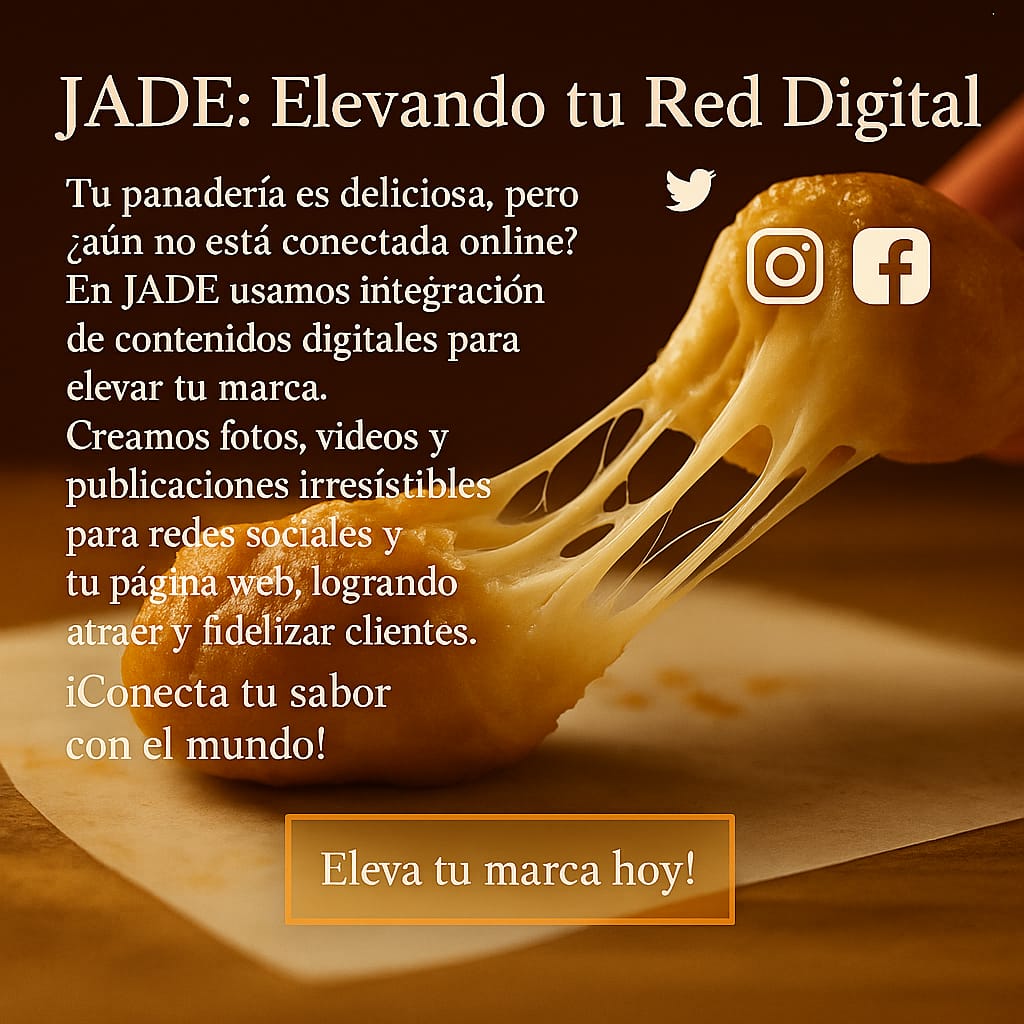 JADE: Elevando tu Red Digital
Tu panadería es deliciosa, pero
¿aún no está conectada online?
En JADE usamos inteġración
de contenidos digitales para
elevar tu marca.
Creamos fotos, videos y
publicaciones irresístibles
para redes sociales y
tu página web, logrando
atraer y fidelizar clientes.
¡Conecta tu sabor
con el mundo!
Eleva tu marca hoy!